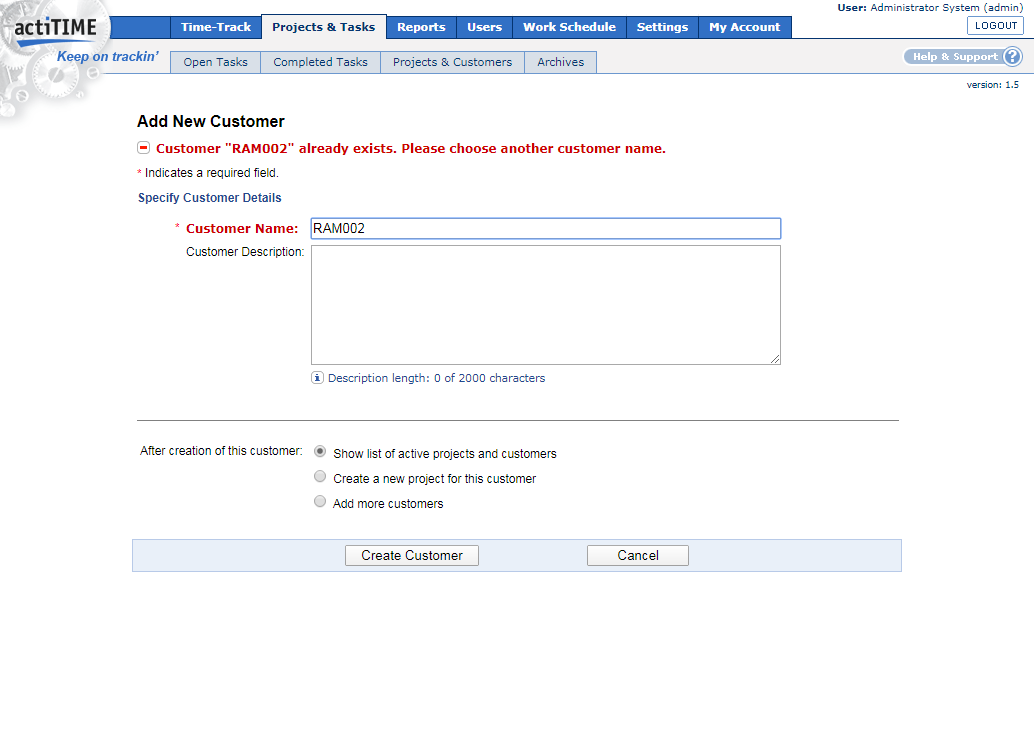 actiTIME
Keep on trackin'
User: Administrator System (admin)
LOGOUT
Time-Track Projects & Tasks Reports Users Work Schedule Settings My Account
Open Tasks Completed Tasks Projects & Customers Archives
Help & Support ?
version: 1.5
Add New Customer
Customer "RAM002" already exists. Please choose another customer name.
* Indicates a required field.
Specify Customer Details
* Customer Name: RAM002
Customer Description:
i Description length: 0 of 2000 characters
After creation of this customer: Show list of active projects and customers
Create a new project for this customer
Add more customers
Create Customer Cancel